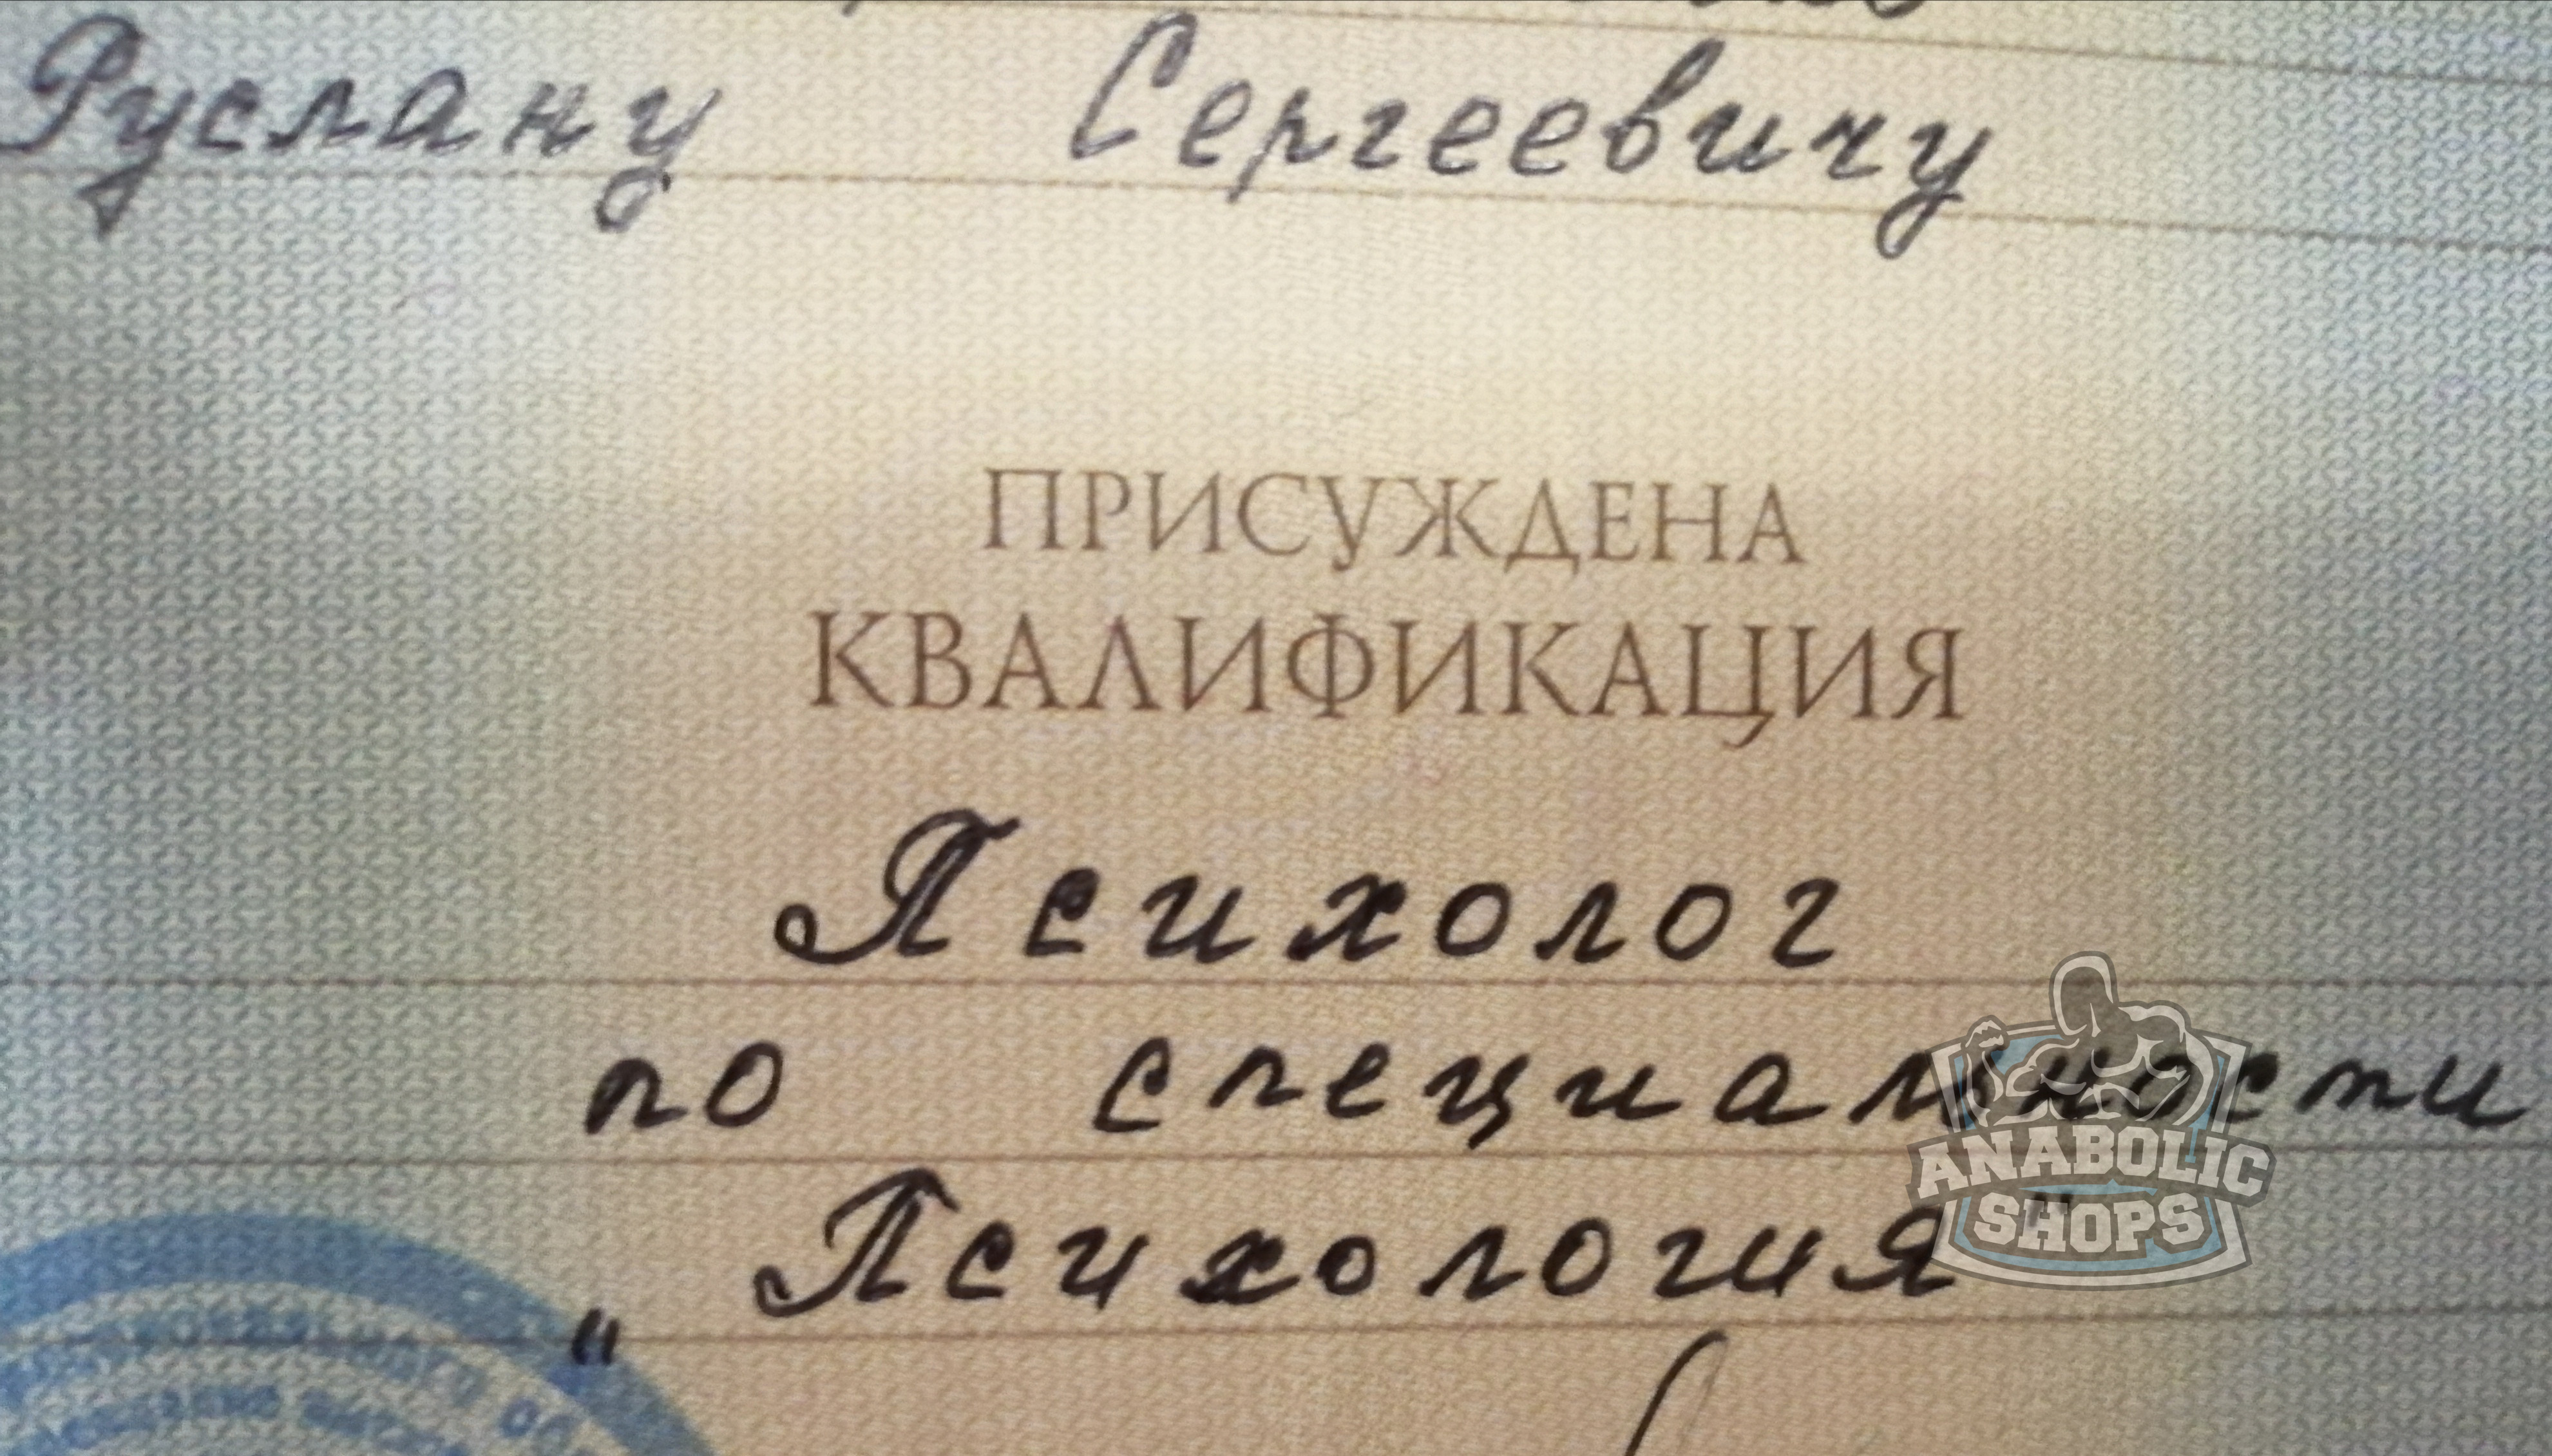 Руслану Сергеевичу
ПРИСУЖДЕНА
КВАЛИФИКАЦИЯ
Психолог
по специальности
„Психология"
ANABOLIC
SHOPS